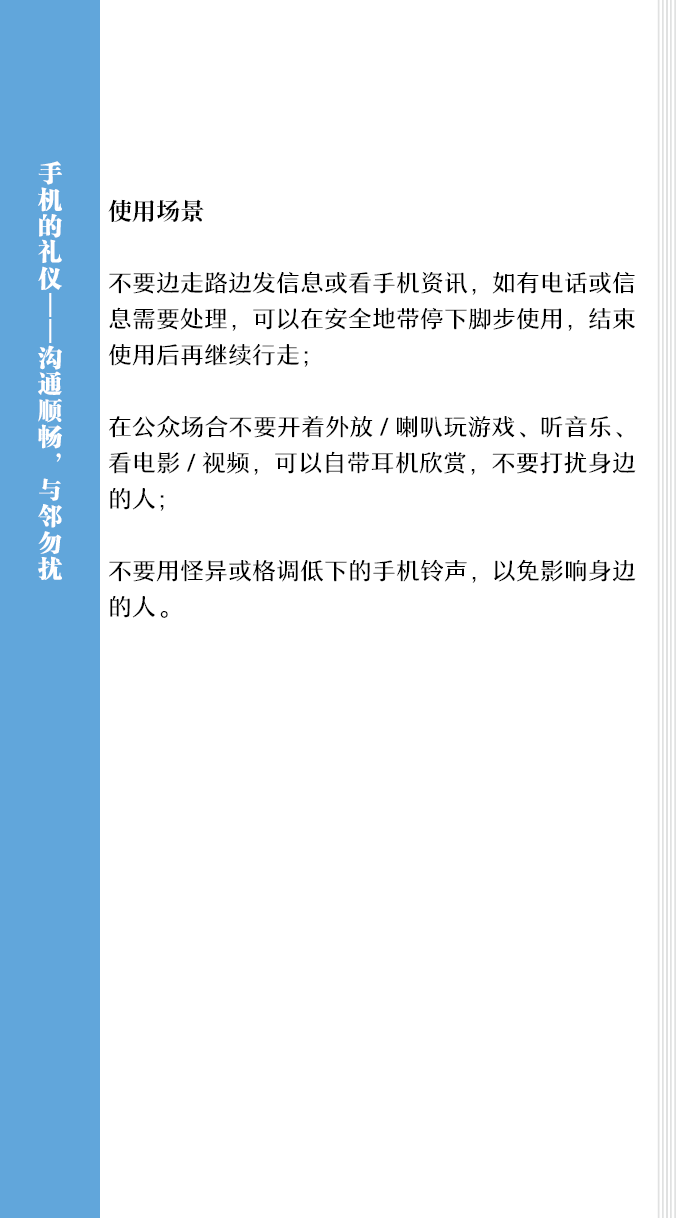 手机的礼仪——沟通顺畅，与邻勿扰
使用场景
不要边走路边发信息或看手机资讯，如有电话或信
息需要处理，可以在安全地带停下脚步使用，结束
使用后再继续行走；
在公众场合不要开着外放 / 喇叭玩游戏、听音乐、
看电影 / 视频，可以自带耳机欣赏，不要打扰身边
的人；
不要用怪异或格调低下的手机铃声，以免影响身边
的人。